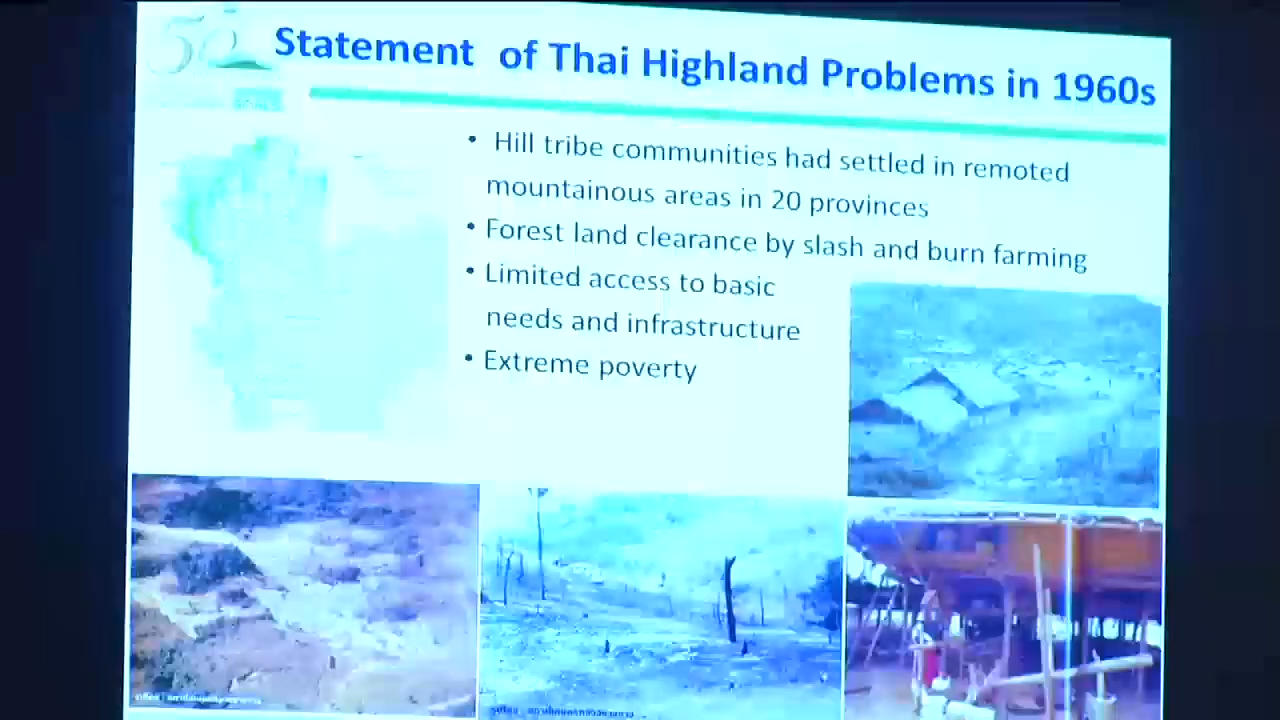 50
Statement of Thai Highland Problems in 1960s
• Hill tribe communities had settled in remoted
mountainous areas in 20 provinces
• Forest land clearance by slash and burn farming
• Limited access to basic
needs and infrastructure
• Extreme poverty